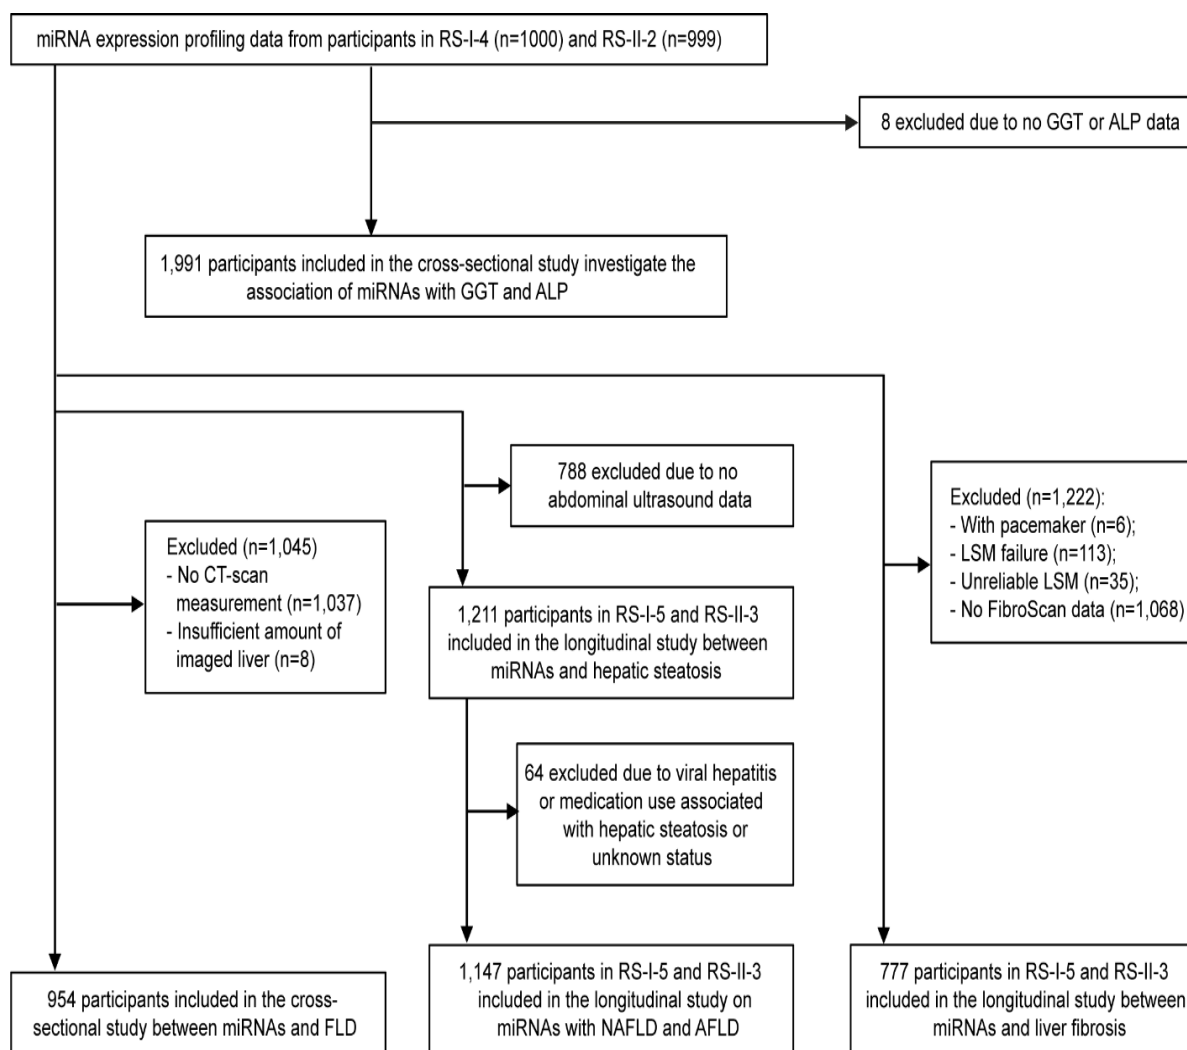 miRNA expression profiling data from participants in RS-I-4 (n=1000) and RS-II-2 (n=999)
8 excluded due to no GGT or ALP data
1,991 participants included in the cross-sectional study investigate the
association of miRNAs with GGT and ALP
788 excluded due to no
abdominal ultrasound data
Excluded (n=1,222):
- With pacemaker (n=6);
- LSM failure (n=113);
- Unreliable LSM (n=35);
- No FibroScan data (n=1,068)
Excluded (n=1,045)
- No CT-scan
measurement (n=1,037)
- Insufficient amount of
imaged liver (n=8)
1,211 participants in RS-I-5 and RS-II-3
included in the longitudinal study between
miRNAs and hepatic steatosis
64 excluded due to viral hepatitis
or medication use associated
with hepatic steatosis or
unknown status
954 participants included in the cross-
sectional study between miRNAs and FLD
1,147 participants in RS-I-5 and RS-II-3
included in the longitudinal study on
miRNAs with NAFLD and AFLD
777 participants in RS-I-5 and RS-II-3
included in the longitudinal study between
miRNAs and liver fibrosis